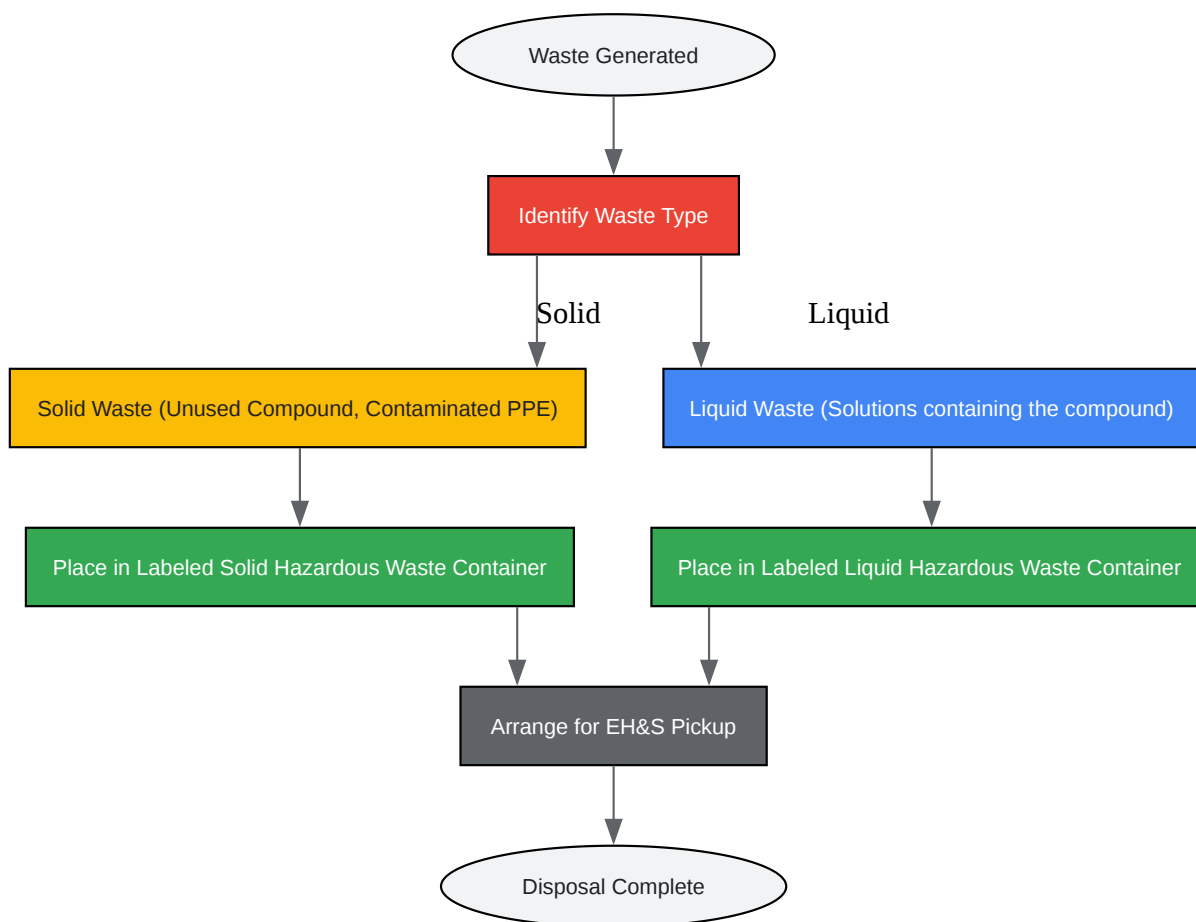 Waste Generated
Identify Waste Type
Solid
Liquid
Solid Waste (Unused Compound, Contaminated PPE)
Liquid Waste (Solutions containing the compound)
Place in Labeled Solid Hazardous Waste Container
Place in Labeled Liquid Hazardous Waste Container
Arrange for EH&S Pickup
Disposal Complete